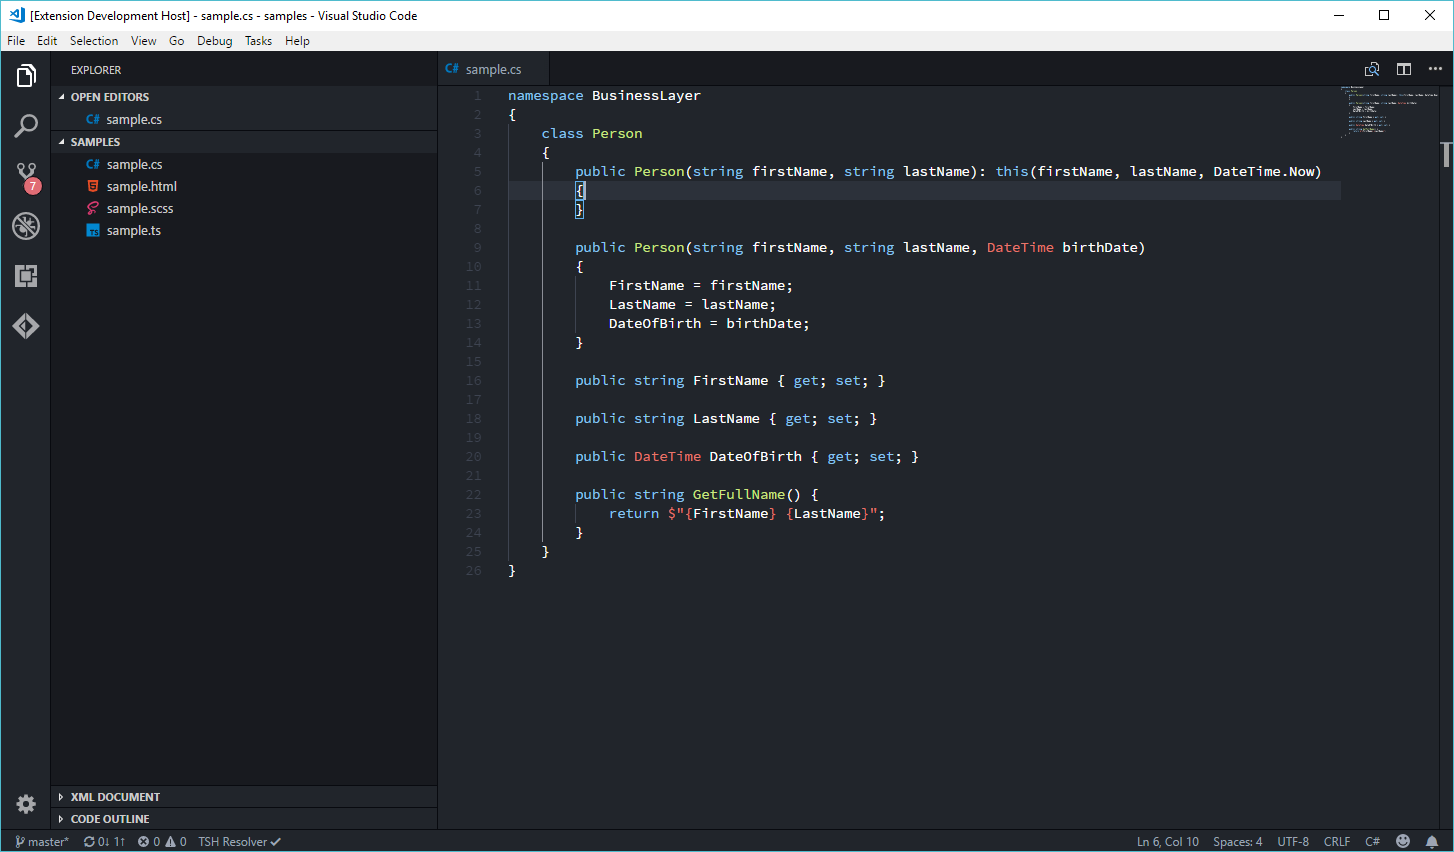 [Extension Development Host] - sample.cs - samples - Visual Studio Code
File Edit Selection View Go Debug Tasks Help
EXPLORER
OPEN EDITORS
C# sample.cs
SAMPLES
C# sample.cs
sample.html
sample.scss
TS sample.ts
7
XML DOCUMENT
CODE OUTLINE
C# sample.cs
1 namespace BusinessLayer
2 {
3     class Person
4     {
5         public Person(string firstName, string lastName): this(firstName, lastName, DateTime.Now)
6         {
7         }
8
9         public Person(string firstName, string lastName, DateTime birthDate)
10         {
11             FirstName = firstName;
12             LastName = lastName;
13             DateOfBirth = birthDate;
14         }
15
16         public string FirstName { get; set; }
17
18         public string LastName { get; set; }
19
20         public DateTime DateOfBirth { get; set; }
21
22         public string GetFullName() {
23             return $"{FirstName} {LastName}";
24         }
25     }
26 }
master* 0↓ 1↑ 0 0 TSH Resolver Ln 6, Col 10 Spaces: 4 UTF-8 CRLF C#